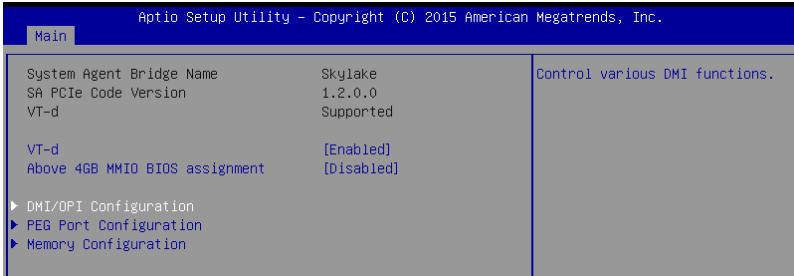 Aptio Setup Utility – Copyright (C) 2015 American Megatrends, Inc.
Main
System Agent Bridge Name Skylake Control various DMI functions.
SA PCIe Code Version 1.2.0.0
VT-d Supported
VT-d [Enabled]
Above 4GB MMIO BIOS assignment [Disabled]
DMI/OPI Configuration
PEG Port Configuration
Memory Configuration